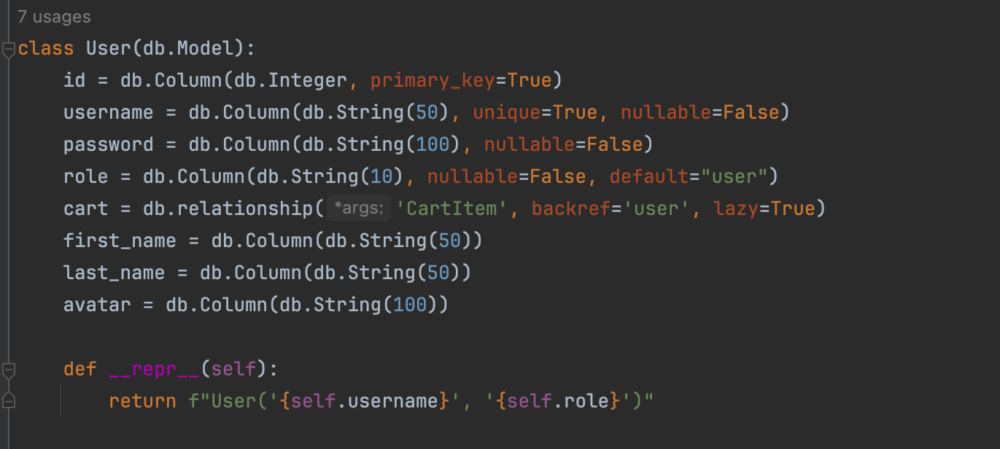 7 usages
class User(db.Model):
    id = db.Column(db.Integer, primary_key=True)
    username = db.Column(db.String(50), unique=True, nullable=False)
    password = db.Column(db.String(100), nullable=False)
    role = db.Column(db.String(10), nullable=False, default="user")
    cart = db.relationship( *args: 'CartItem', backref='user', lazy=True)
    first_name = db.Column(db.String(50))
    last_name = db.Column(db.String(50))
    avatar = db.Column(db.String(100))
    def __repr__(self):
        return f"User('{self.username}', '{self.role}')"